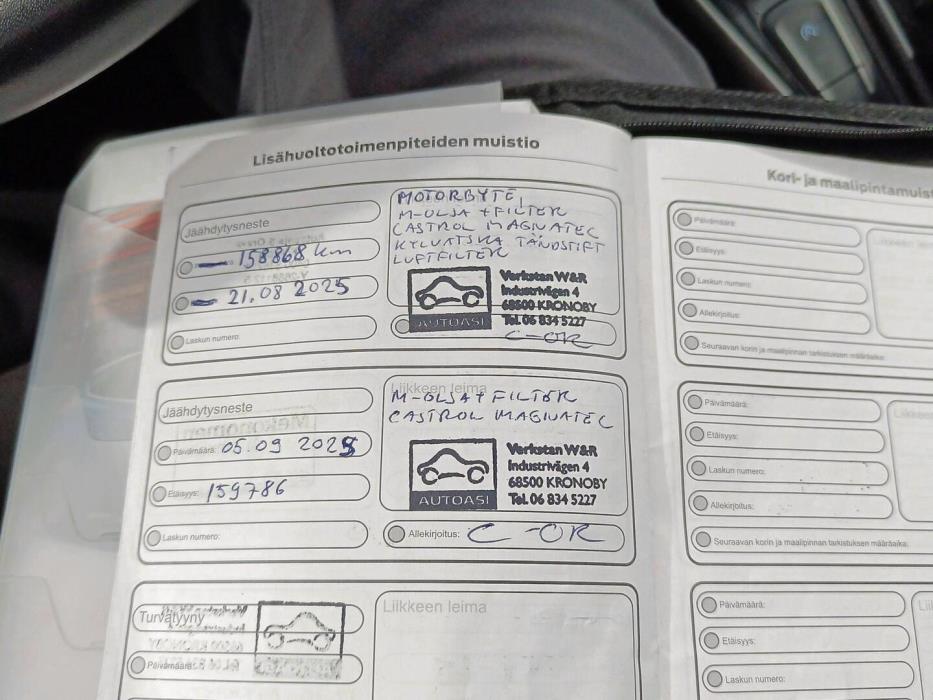 Lisähuoltotoimenpiteiden muistio
Jäähdytysneste
158868 km
21.08 2025
Laskun numero:
MOTORBYTE,
M-OLJA + FILTER
CASTROL MAGNATEC
KYLVATSKA TÄNDSTIFT
LUFTFILTER
Verkstan W&R
Industrivägen 4
68500 KRONOBY
Tel. 06 834 5227
AUTOASI
C-OR
Jäähdytysneste
Päivämäärä: 05.09 2025
Etäisyys: 159786
Laskun numero:
Liikkeen leima
M-OLJA + FILTER
CASTROL MAGNATEC
Verkstan W&R
Industrivägen 4
68500 KRONOBY
Tel. 06 834 5227
AUTOASI
Allekirjoitus: C-OR
Turvatyyny
Päivämäärä:
Liikkeen leima
Kori- ja maalipintamuist
Päivämäärä:
Etäisyys:
Laskun numero:
Allekirjoitus:
Seuraavan korin ja maalipinnan tarkistuksen määräaika:
Liikkeen
Päivämäärä:
Etäisyys:
Laskun numero:
Allekirjoitus:
Seuraavan korin ja maalipinnan tarkistuksen määräaika:
Liikkeen
Päivämäärä:
Etäisyys:
Laskun numero: